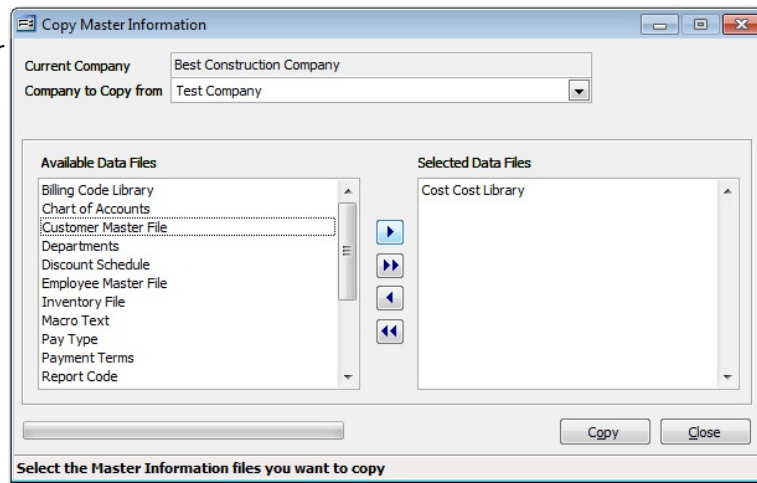 Copy Master Information
r
Current Company Best Construction Company
Company to Copy from Test Company
Available Data Files Selected Data Files
Billing Code Library Cost Cost Library
Chart of Accounts
Customer Master File
Departments
Discount Schedule
Employee Master File
Inventory File
Macro Text
Pay Type
Payment Terms
Report Code
Copy Close
Select the Master Information files you want to copy